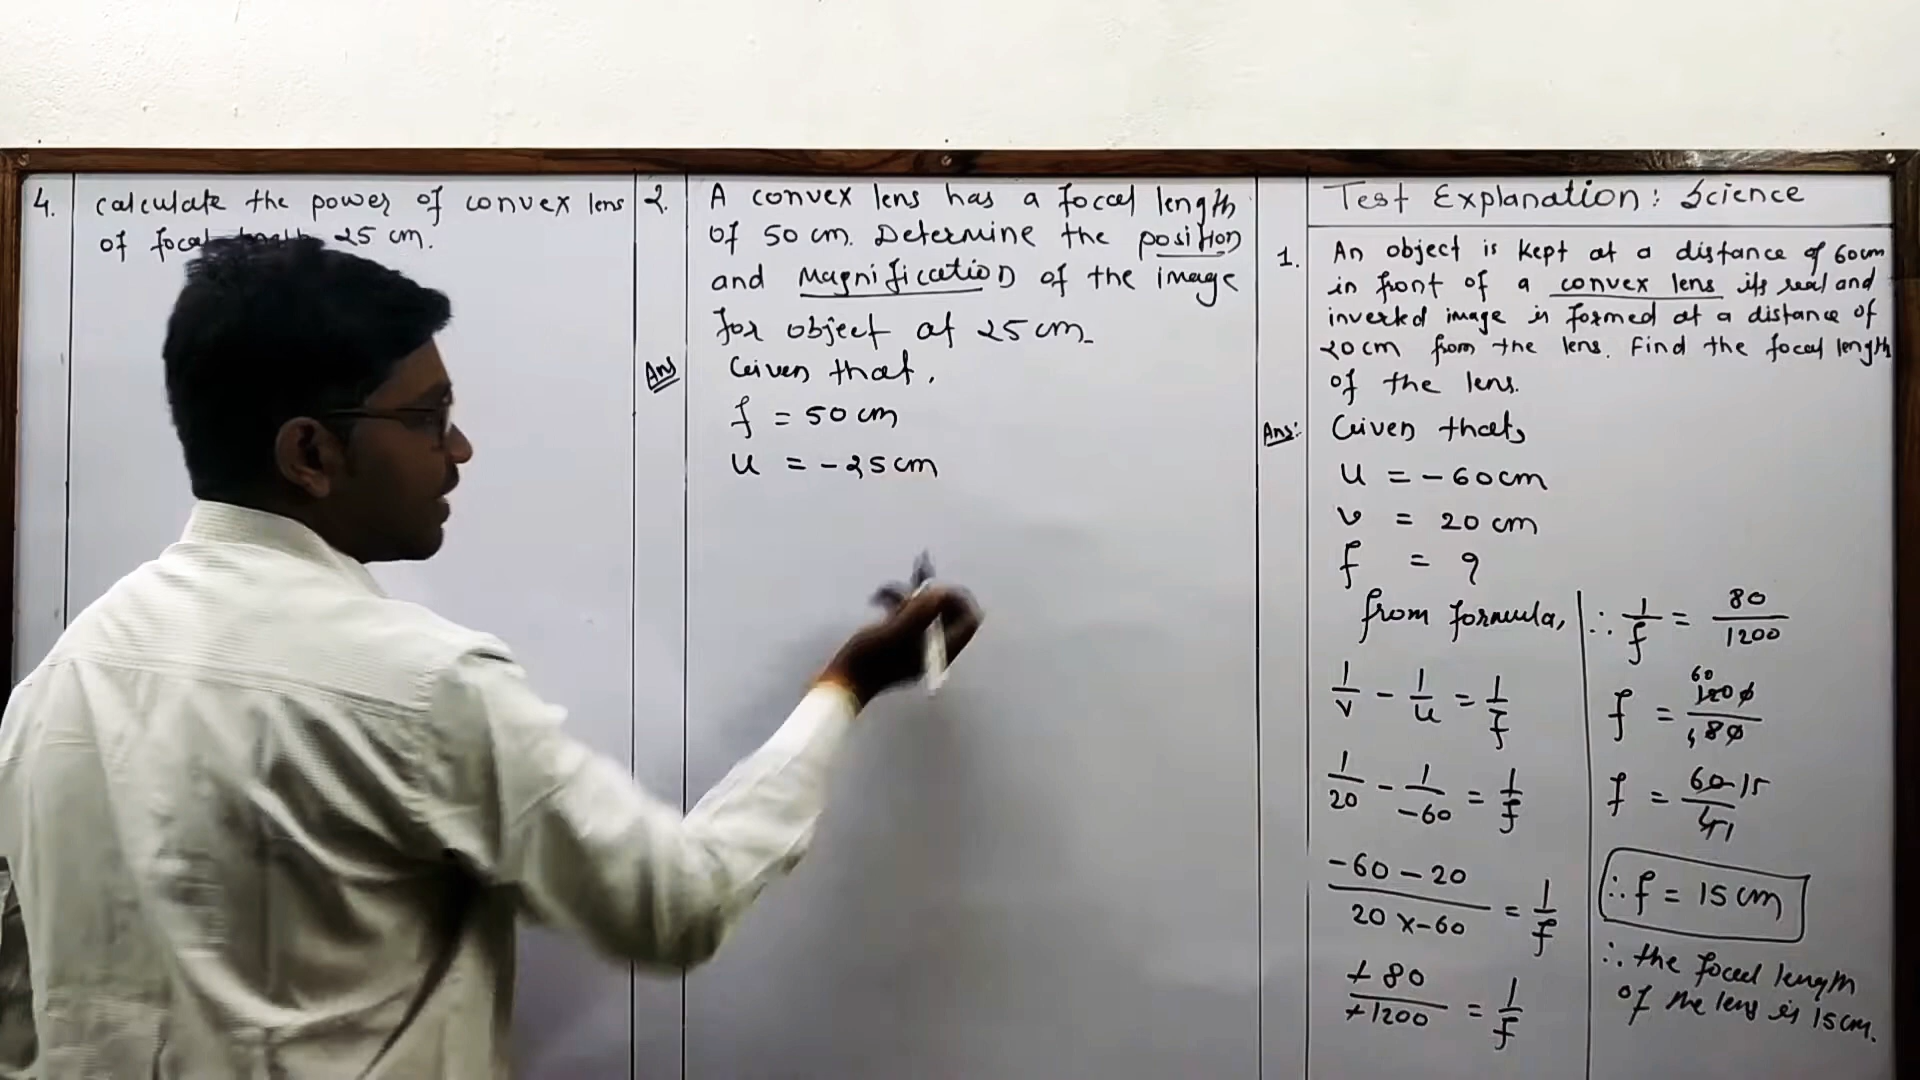 4.
calculate the power of convex lens
of focal length 25 cm.
2.
A convex lens has a focal length
of 50 cm. Determine the position
and Magnification of the image
for object at 25 cm.
Ans
Given that,
f = 50 cm
u = -25 cm
Test Explanation: Science
1.
An object is kept at a distance of 60cm
in front of a convex lens its real and
inverted image is formed at a distance of
20cm from the lens. Find the focal length
of the lens.
Ans:
Given that,
u = -60cm
v = 20 cm
f = ?
from formula,
1/v - 1/u = 1/f
1/20 - 1/-60 = 1/f
-60-20/20x-60 = 1/f
+80/+1200 = 1/f
∴ 1/f = 80/1200
f = 1200/80
60
f = 60/4 15
1
∴ f = 15 cm
∴ the focal length
of the lens is 15cm.